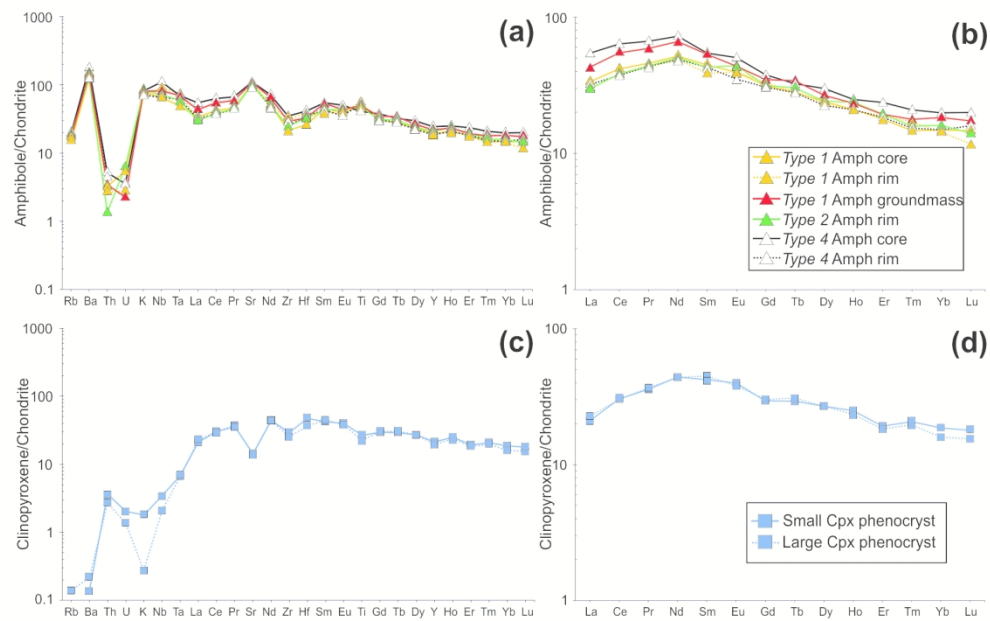 1000
100
10
1
0.1
Amphibole/Chondrite
(a)
Rb Ba Th U K Nb Ta La Ce Pr Sr Nd Zr Hf Sm Eu Ti Gd Tb Dy Y Ho Er Tm Yb Lu
100
10
1
Amphibole/Chondrite
(b)
Type 1 Amph core
Type 1 Amph rim
Type 1 Amph groundmass
Type 2 Amph rim
Type 4 Amph core
Type 4 Amph rim
La Ce Pr Nd Sm Eu Gd Tb Dy Ho Er Tm Yb Lu
1000
100
10
1
0.1
Clinopyroxene/Chondrite
(c)
Rb Ba Th U K Nb Ta La Ce Pr Sr Nd Zr Hf Sm Eu Ti Gd Tb Dy Y Ho Er Tm Yb Lu
100
10
1
Clinopyroxene/Chondrite
(d)
Small Cpx phenocryst
Large Cpx phenocryst
La Ce Pr Nd Sm Eu Gd Tb Dy Ho Er Tm Yb Lu